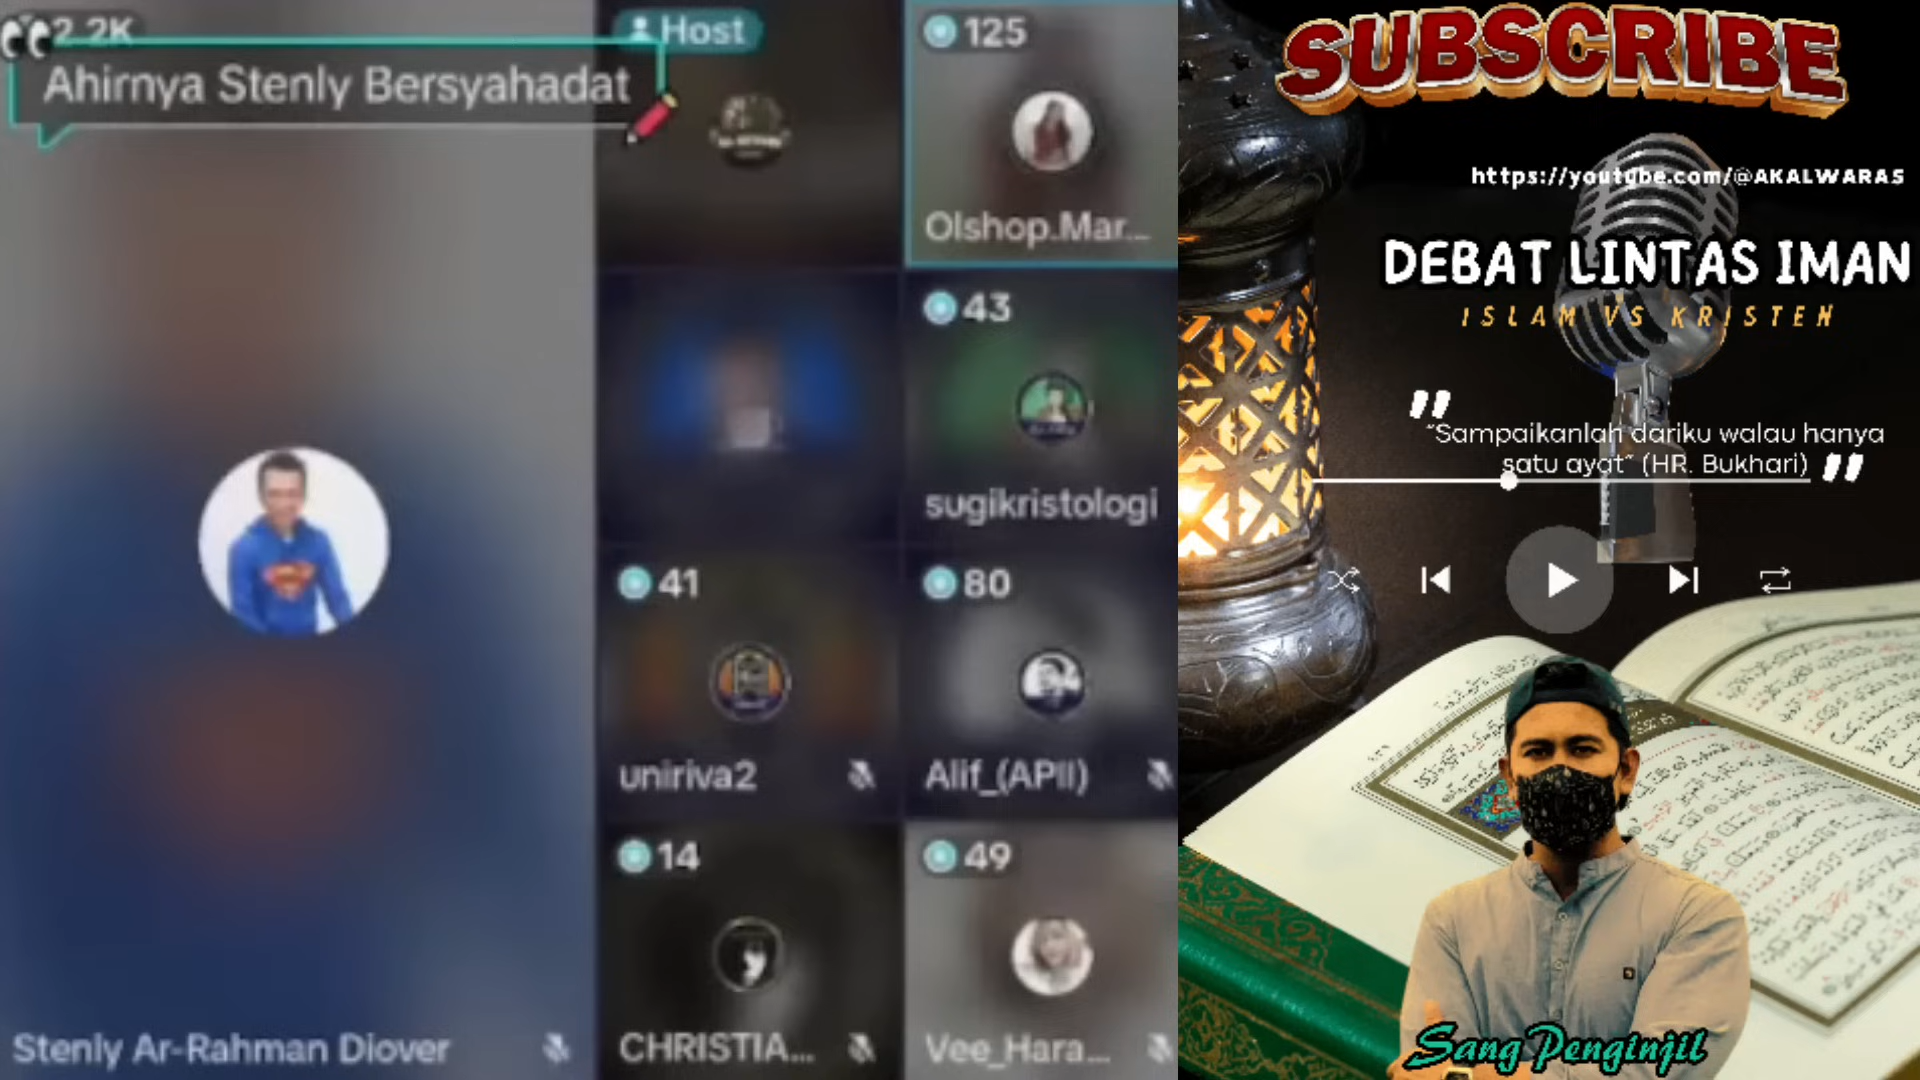 2.2K
Ahirnya Stenly Bersyahadat
Host
125
Olshop.Mar...
43
sugikristologi
41
uniriva2
80
Alif_(APII)
14
CHRISTIA...
49
Vee_Hara...
Stenly Ar-Rahman Diover
SUBSCRIBE
https://youtube.com/@AKALWARAS
DEBAT LINTAS IMAN
ISLAM VS KRISTEN
"Sampaikanlah dariku walau hanya
satu ayat" (HR. Bukhari)
Sang Penginjil